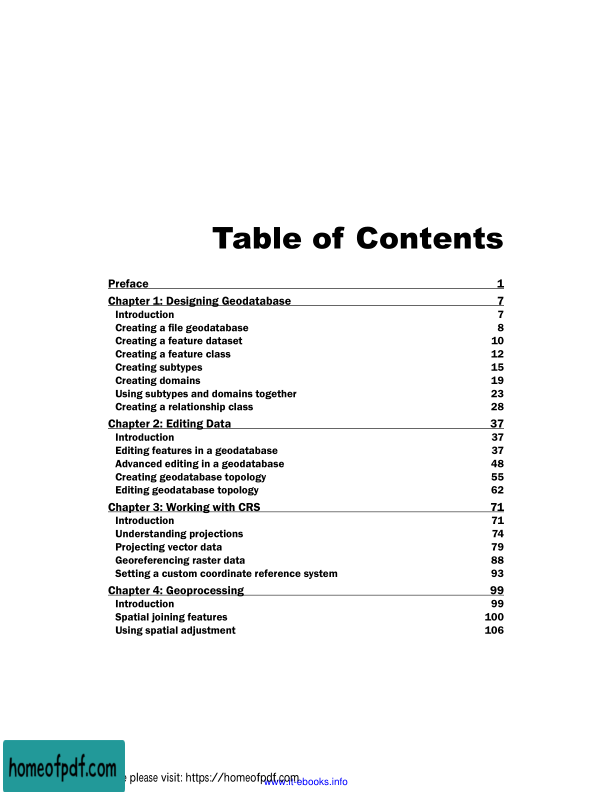 Table of Contents
Preface 1
Chapter 1: Designing Geodatabase 7
Introduction 7
Creating a file geodatabase 8
Creating a feature dataset 10
Creating a feature class 12
Creating subtypes 15
Creating domains 19
Using subtypes and domains together 23
Creating a relationship class 28
Chapter 2: Editing Data 37
Introduction 37
Editing features in a geodatabase 37
Advanced editing in a geodatabase 48
Creating geodatabase topology 55
Editing geodatabase topology 62
Chapter 3: Working with CRS 71
Introduction 71
Understanding projections 74
Projecting vector data 79
Georeferencing raster data 88
Setting a custom coordinate reference system 93
Chapter 4: Geoprocessing 99
Introduction 99
Spatial joining features 100
Using spatial adjustment 106
homeofpdf.com
please visit: https://homeofpdf.com
www.it-ebooks.info